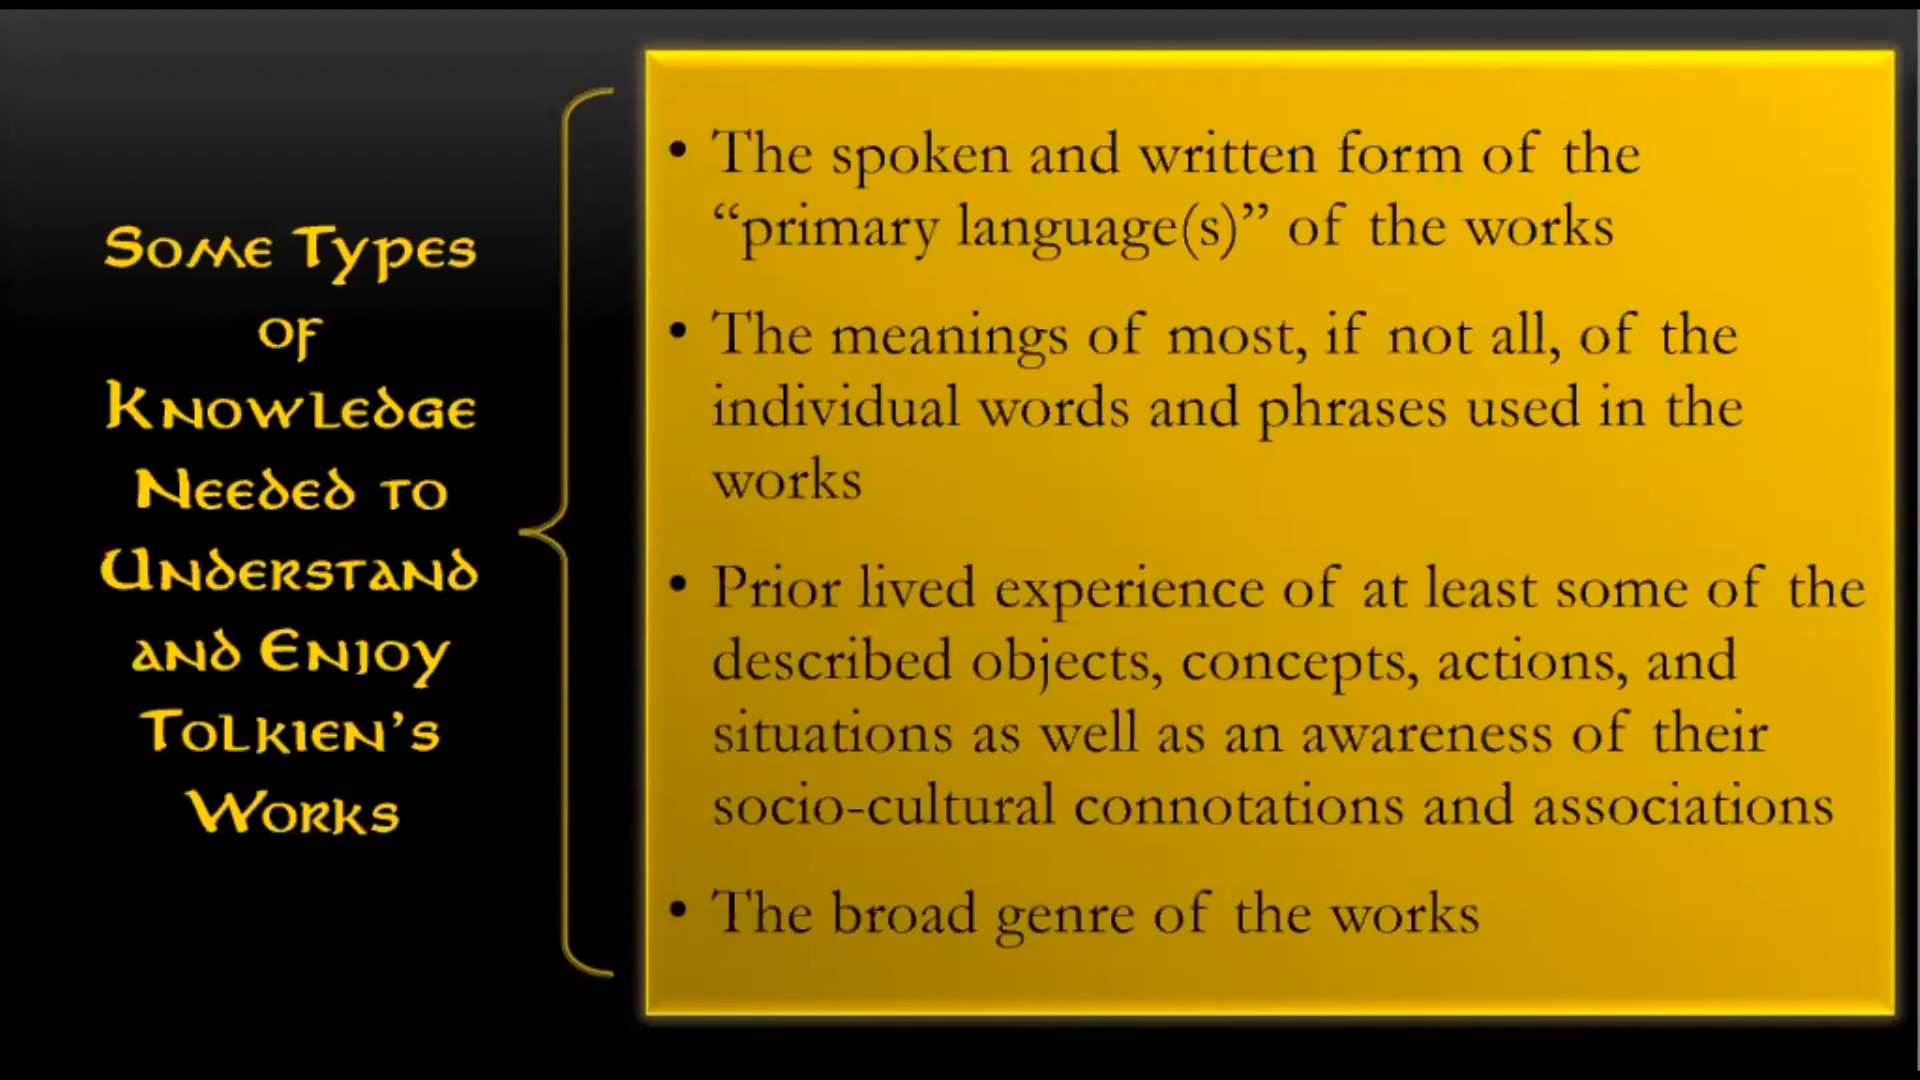 Some Types
of
Knowledge
Needed to
Understand
and Enjoy
Tolkien's
Works
• The spoken and written form of the
“primary language(s)” of the works
• The meanings of most, if not all, of the
individual words and phrases used in the
works
• Prior lived experience of at least some of the
described objects, concepts, actions, and
situations as well as an awareness of their
socio-cultural connotations and associations
• The broad genre of the works